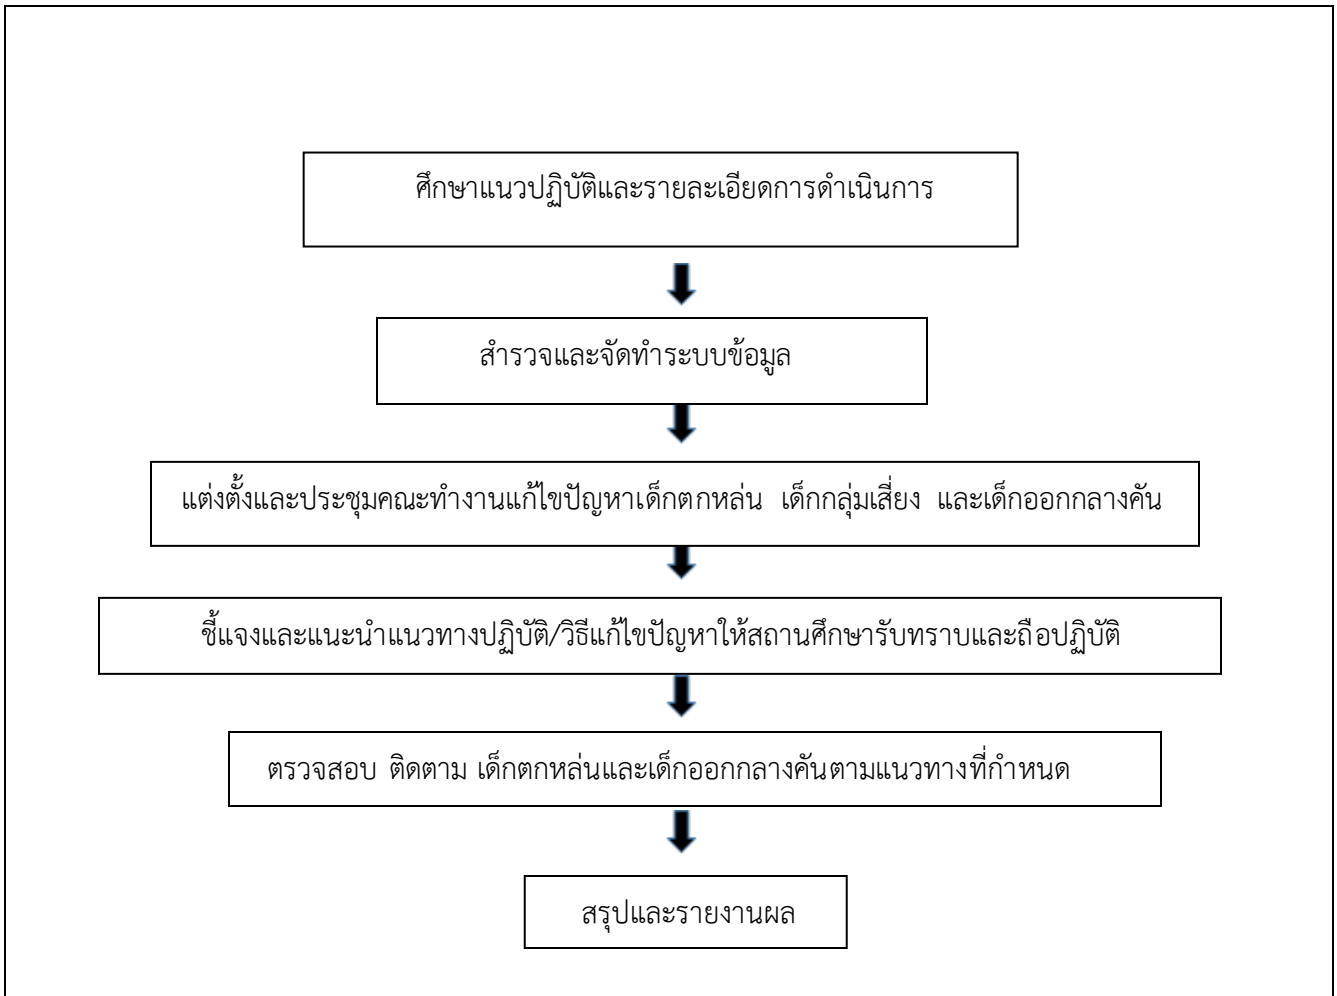 ศึกษาแนวปฏิบัติและรายละเอียดการดำเนินการ
สำรวจและจัดทำระบบข้อมูล
แต่งตั้งและประชุมคณะทำงานแก้ไขปัญหาเด็กตกหล่น เด็กกลุ่มเสี่ยง และเด็กออกกลางคัน
ชี้แจงและแนะนำแนวทางปฏิบัติ/วิธีแก้ไขปัญหาให้สถานศึกษารับทราบและถือปฏิบัติ
ตรวจสอบ ติดตาม เด็กตกหล่นและเด็กออกกลางคันตามแนวทางที่กำหนด
สรุปและรายงานผล